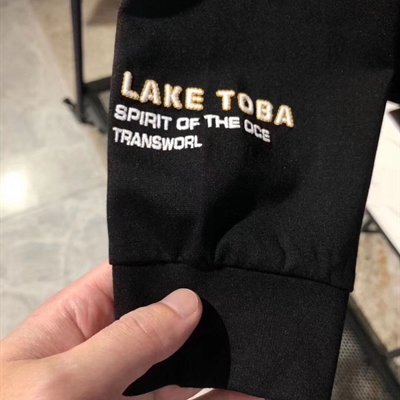 LAKE TOBA
SPIRIT OF THE OCE
TRANSWORL